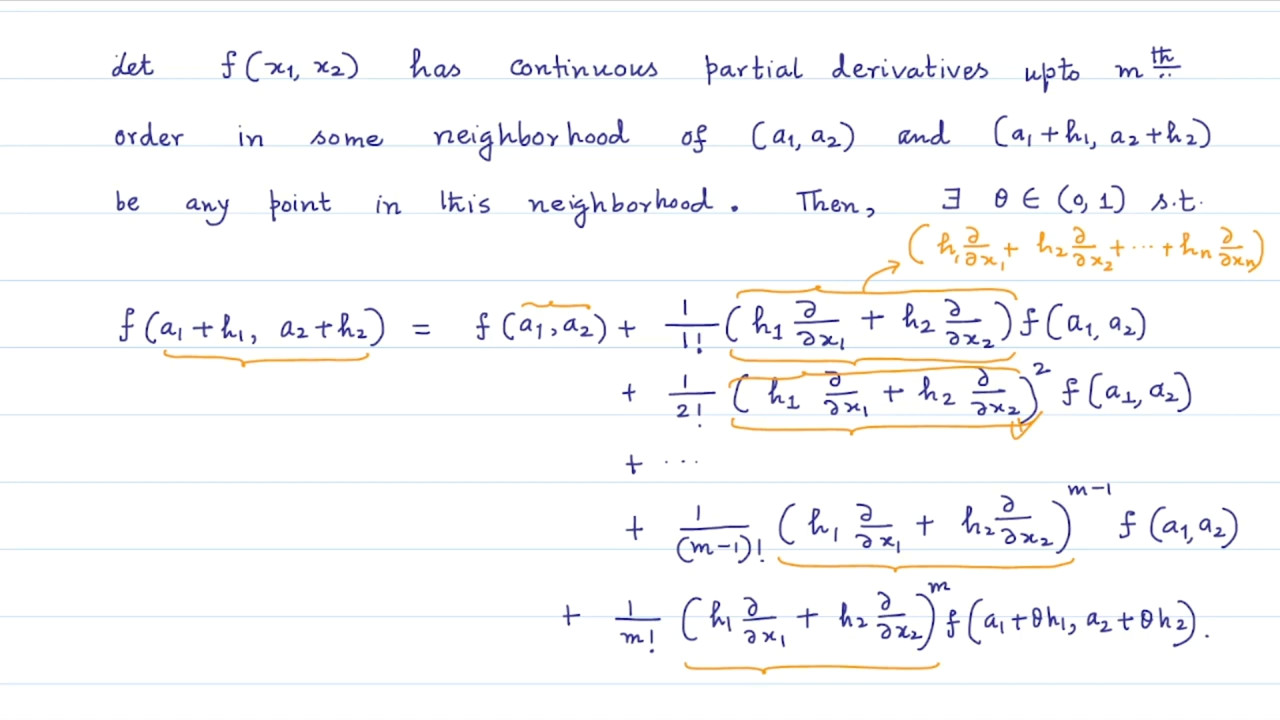 Let f(x₁, x₂) has continuous partial derivatives upto m th
order in some neighborhood of (a₁, a₂) and (a₁ + h₁, a₂ + h₂)
be any point in this neighborhood. Then, ∃ θ ∈ (0, 1) s.t.
(h₁ ∂/∂x₁ + h₂ ∂/∂x₂ + ··· + hn ∂/∂xn)
f(a₁ + h₁, a₂ + h₂) = f(a₁, a₂) + 1/1! (h₁ ∂/∂x₁ + h₂ ∂/∂x₂) f(a₁, a₂)
+ 1/2! (h₁ ∂/∂x₁ + h₂ ∂/∂x₂)² f(a₁, a₂)
+ ···
+ 1/(m-1)! (h₁ ∂/∂x₁ + h₂ ∂/∂x₂)^m-1 f(a₁, a₂)
+ 1/m! (h₁ ∂/∂x₁ + h₂ ∂/∂x₂)^m f(a₁ + θh₁, a₂ + θh₂).